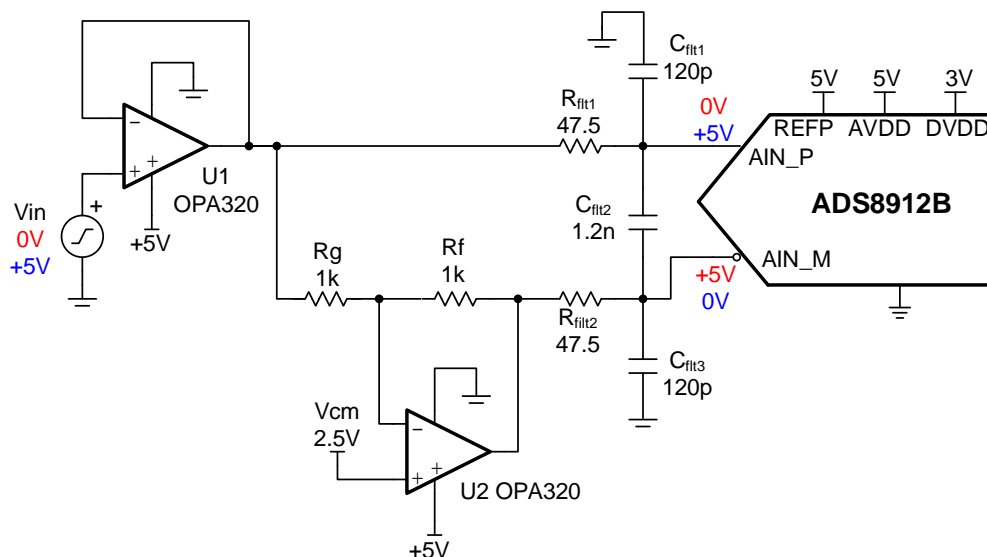 Cflt1
120p
5V
5V
3V
Rflt1
47.5
0V
+5V
REFP
AVDD
DVDD
AIN_P
−
+
+
U1
OPA320
+
Vin
0V
+5V
+5V
Cflt2
1.2n
ADS8912B
Rg
1k
Rf
1k
AIN_M
+5V
0V
Rfilt2
47.5
Cflt3
120p
Vcm
2.5V
−
+
+
U2 OPA320
+5V